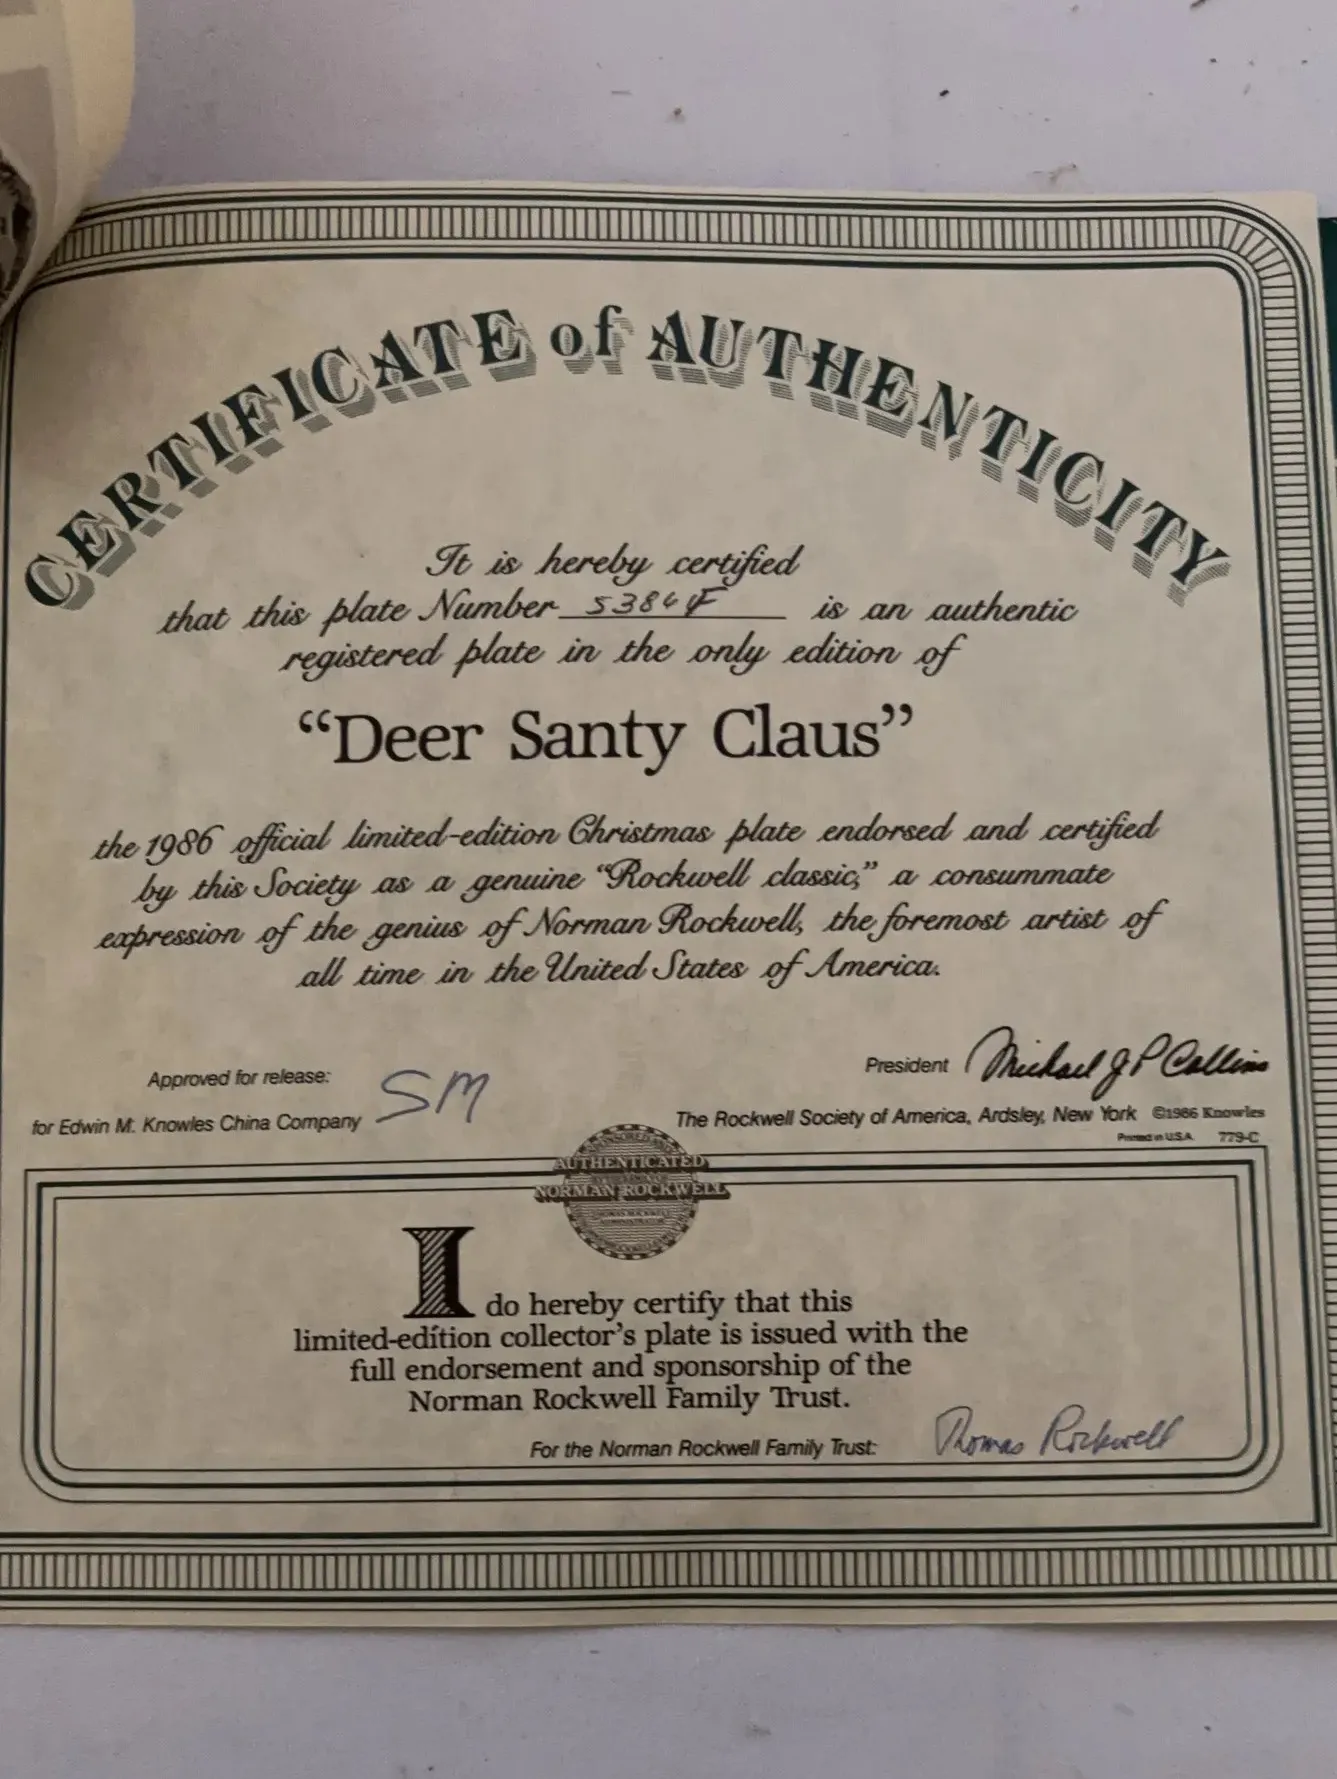 CERTIFICATE of AUTHENTICITY
It is hereby certified
that this plate Number 5386 F is an authentic
registered plate in the only edition of
“Deer Santy Claus”
the 1986 official limited-edition Christmas plate endorsed and certified
by this Society as a genuine “Rockwell classic,” a consummate
expression of the genius of Norman Rockwell, the foremost artist of
all time in the United States of America.
Approved for release:
for Edwin M. Knowles China Company SM
President Michael J P Collins
The Rockwell Society of America, Ardsley, New York ©1986 Knowles
Printed in U.S.A. 779-C
AUTHENTICATED
NORMAN ROCKWELL
I do hereby certify that this
limited-edition collector’s plate is issued with the
full endorsement and sponsorship of the
Norman Rockwell Family Trust.
For the Norman Rockwell Family Trust: Thomas Rockwell